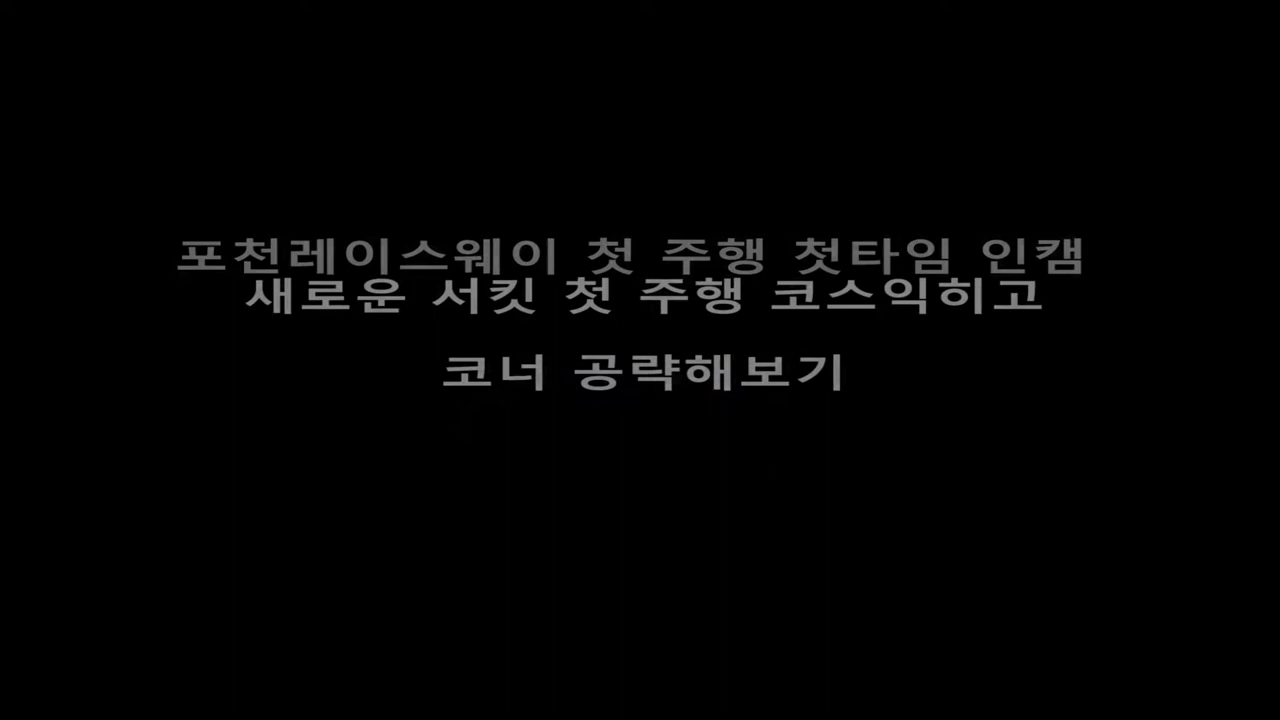 포천레이스웨이 첫 주행 첫타임 인캠
새로운 서킷 첫 주행 코스익히고
코너 공략해보기